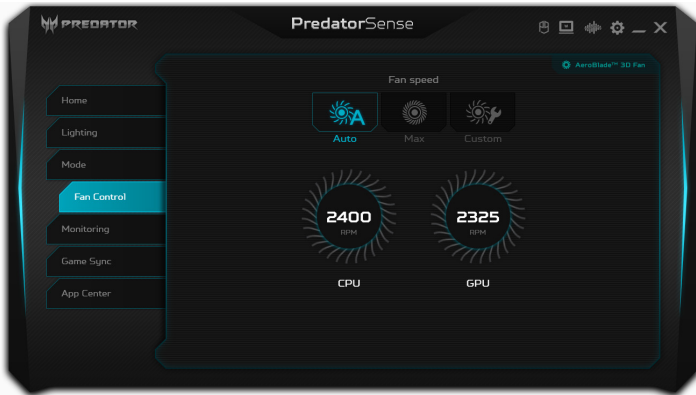 PREDATOR
PredatorSense
AeroBlade™ 3D Fan
Fan speed
Home
Lighting
Mode
Fan Control
Monitoring
Game Sync
App Center
A
Auto
Max
Custom
2400
RPM
CPU
2325
RPM
GPU